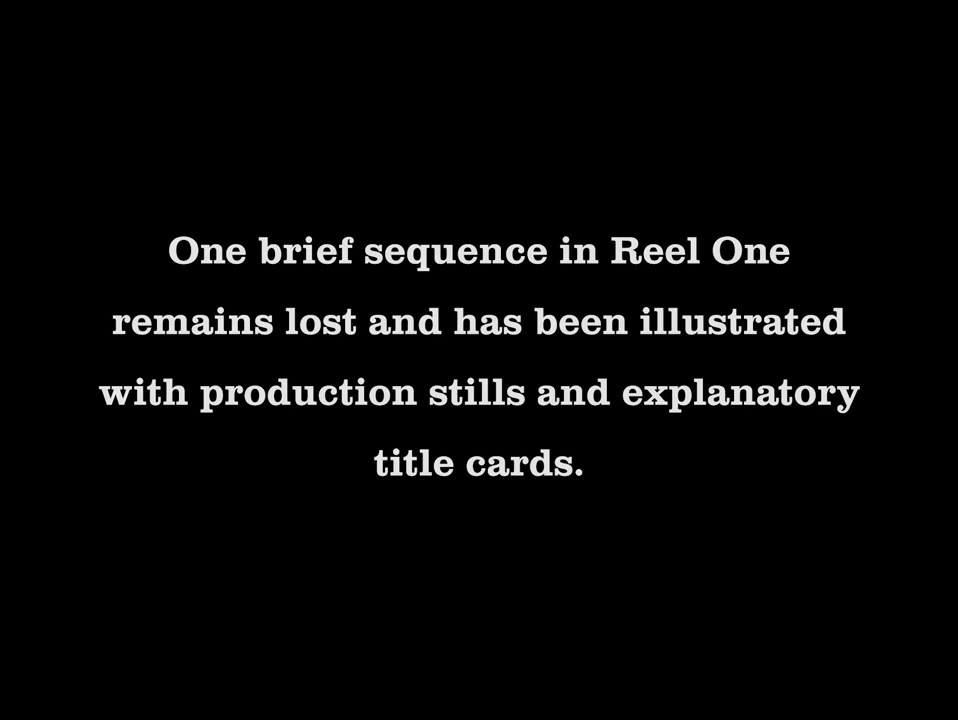 One brief sequence in Reel One
remains lost and has been illustrated
with production stills and explanatory
title cards.